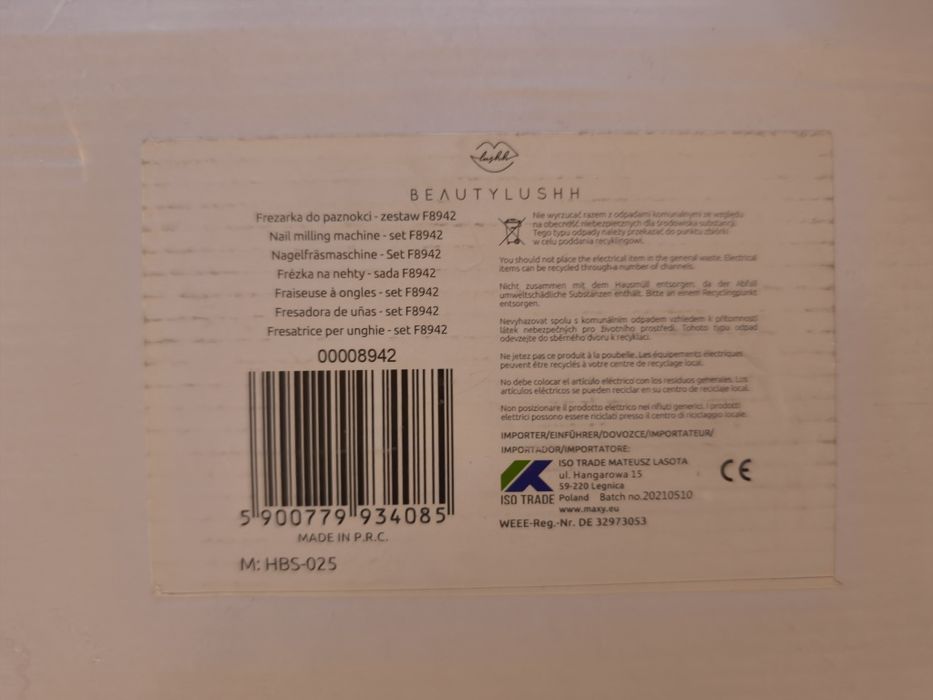 lushh
BEAUTYLUSHH
Frezarka do paznokci - zestaw F8942
Nail milling machine - set F8942
Nagelfräsmaschine - Set F8942
Frézka na nehty - sada F8942
Fraiseuse à ongles - set F8942
Fresadora de uñas - set F8942
Fresatrice per unghie - set F8942
00008942
5 900779 934085
MADE IN P.R.C.
M: HBS-025
Nie wyrzucać razem z odpadami komunalnymi ze względu
na obecność niebezpiecznych dla środowiska substancji.
Tego typu odpady należy przekazać do punktu zbiórki
w celu poddania recyklingowi.
You should not place the electrical item in the general waste. Electrical
items can be recycled through a number of channels.
Nicht zusammen mit dem Hausmüll entsorgen, da der Abfall
umweltschädliche Substanzen enthält. Bitte an einem Recyclingpunkt
entsorgen.
Nevyhazovat spolu s komunálním odpadem vzhledem k přítomnosti
látek nebezpečných pro životního prostředí. Tohoto typu odpad
odevzejte do sběrného dvoru k recyklaci.
Ne jetez pas ce produit à la poubelle. Les équipements électriques
peuvent être recyclés à votre centre de recyclage local.
No debe colocar el artículo eléctrico con los residuos generales. Los
artículos eléctricos se pueden reciclar en su centro de reciclaje local.
Non posizionare il prodotto elettrico nei rifiuti generici. I prodotti
elettrici possono essere riciclati presso il centro di riciclaggio locale.
IMPORTER/EINFÜHRER/DOVOZCE/IMPORTATEUR/
IMPORTADOR/IMPORTATORE:
ISO TRADE
ISO TRADE MATEUSZ LASOTA
ul. Hangarowa 15
59-220 Legnica
Poland Batch no.20210510
www.maxy.eu
WEEE-Reg.-Nr. DE 32973053
CE